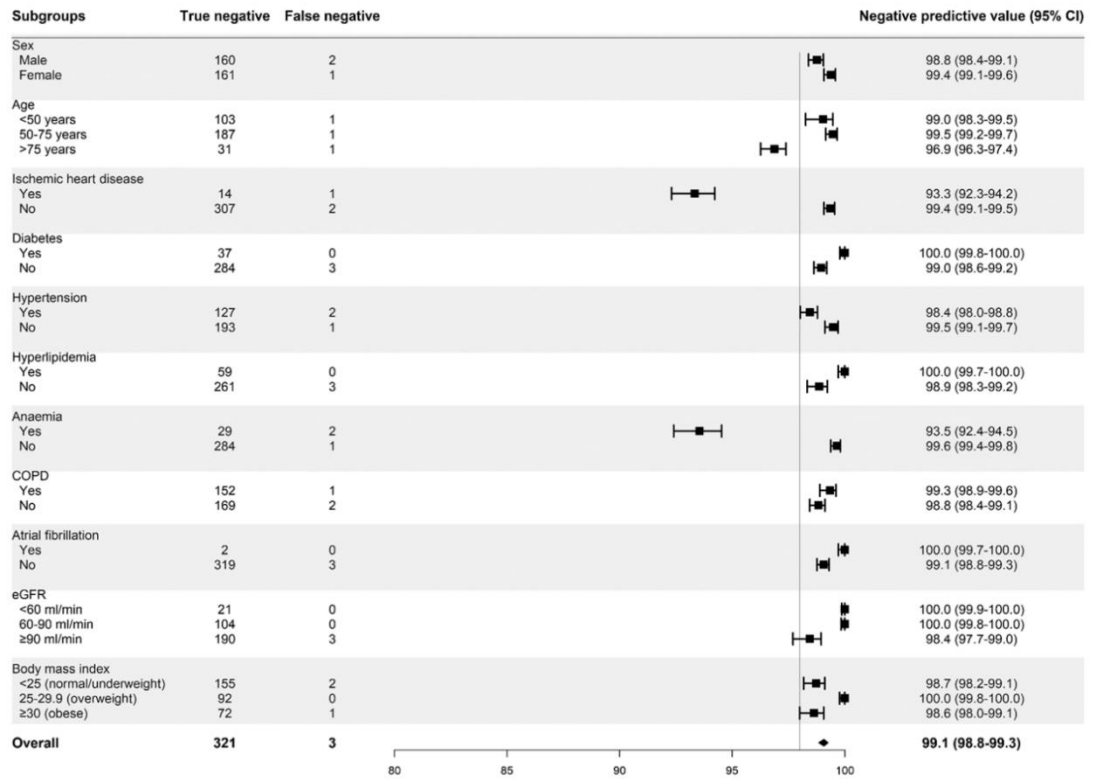 Subgroups True negative False negative Negative predictive value (95% CI)
Sex
Male 160 2 98.8 (98.4-99.1)
Female 161 1 99.4 (99.1-99.6)
Age
<50 years 103 1 99.0 (98.3-99.5)
50-75 years 187 1 99.5 (99.2-99.7)
>75 years 31 1 96.9 (96.3-97.4)
Ischemic heart disease
Yes 14 1 93.3 (92.3-94.2)
No 307 2 99.4 (99.1-99.5)
Diabetes
Yes 37 0 100.0 (99.8-100.0)
No 284 3 99.0 (98.6-99.2)
Hypertension
Yes 127 2 98.4 (98.0-98.8)
No 193 1 99.5 (99.1-99.7)
Hyperlipidemia
Yes 59 0 100.0 (99.7-100.0)
No 261 3 98.9 (98.3-99.2)
Anaemia
Yes 29 2 93.5 (92.4-94.5)
No 284 1 99.6 (99.4-99.8)
COPD
Yes 152 1 99.3 (98.9-99.6)
No 169 2 98.8 (98.4-99.1)
Atrial fibrillation
Yes 2 0 100.0 (99.7-100.0)
No 319 3 99.1 (98.8-99.3)
eGFR
<60 ml/min 21 0 100.0 (99.9-100.0)
60-90 ml/min 104 0 100.0 (99.8-100.0)
≥90 ml/min 190 3 98.4 (97.7-99.0)
Body mass index
<25 (normal/underweight) 155 2 98.7 (98.2-99.1)
25-29.9 (overweight) 92 0 100.0 (99.8-100.0)
≥30 (obese) 72 1 98.6 (98.0-99.1)
Overall 321 3 99.1 (98.8-99.3)
80 85 90 95 100